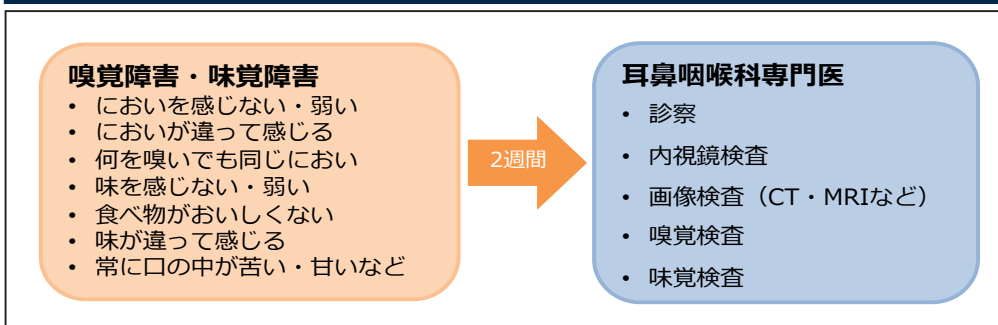 嗅覚障害・味覚障害
• においを感じない・弱い
• においが違って感じる
• 何を嗅いでも同じにおい
• 味を感じない・弱い
• 食べ物がおいしくない
• 味が違って感じる
• 常に口の中が苦い・甘いなど
2週間
耳鼻咽喉科専門医
• 診察
• 内視鏡検査
• 画像検査（CT・MRIなど）
• 嗅覚検査
• 味覚検査